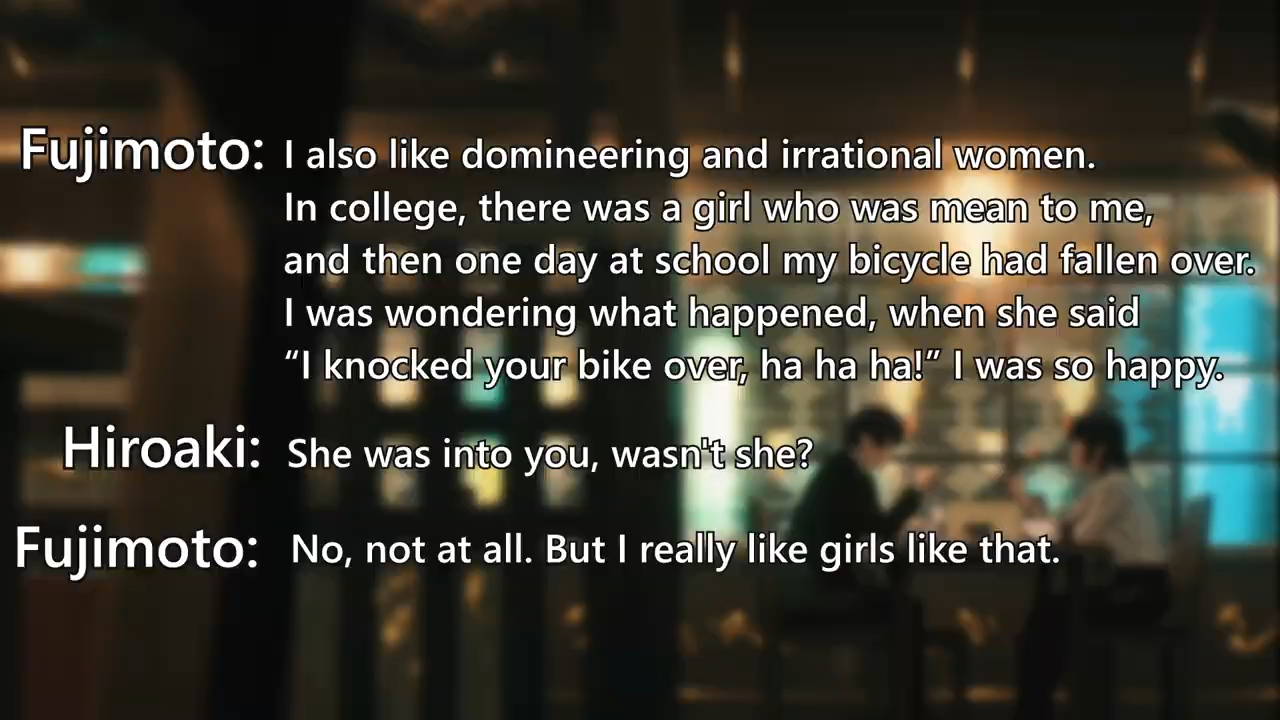 Fujimoto: I also like domineering and irrational women.
In college, there was a girl who was mean to me,
and then one day at school my bicycle had fallen over.
I was wondering what happened, when she said
“I knocked your bike over, ha ha ha!” I was so happy.
Hiroaki: She was into you, wasn't she?
Fujimoto: No, not at all. But I really like girls like that.